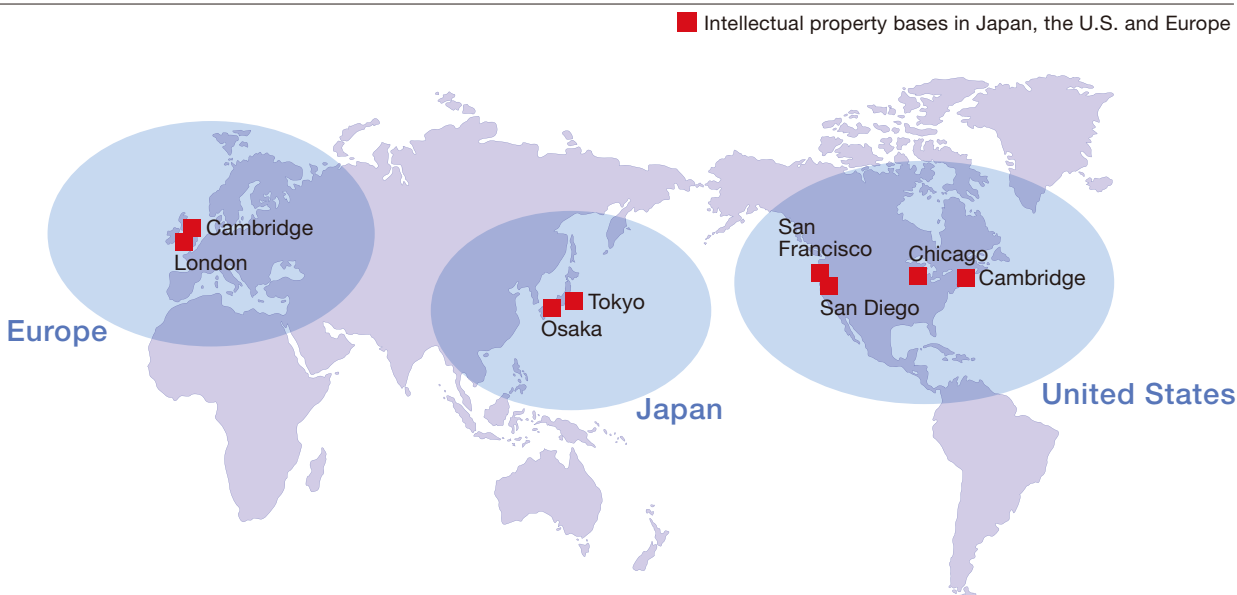 Intellectual property bases in Japan, the U.S. and Europe
Cambridge
London
Europe
Tokyo
Osaka
Japan
San
Francisco
San Diego
Chicago
Cambridge
United States